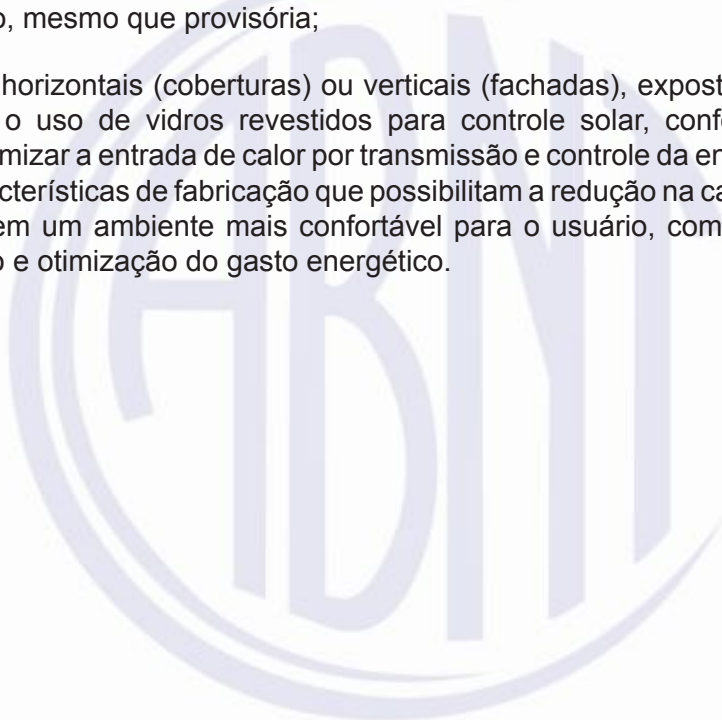 o, mesmo que provisória;
horizontais (coberturas) ou verticais (fachadas), expost
o uso de vidros revestidos para controle solar, conf
mizar a entrada de calor por transmissão e controle da en
cterísticas de fabricação que possibilitam a redução na ca
em um ambiente mais confortável para o usuário, com
o e otimização do gasto energético.
ABNT